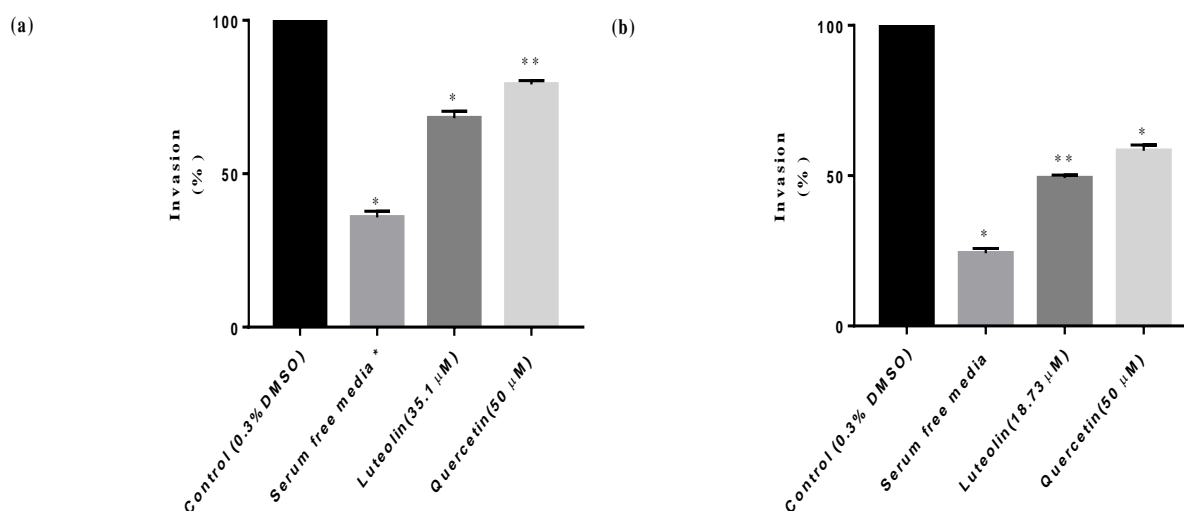 (a)
100
50
0
Invasion
(%)
*
*
**
Control (0.3% DMSO)
Serum free media *
Luteolin(35.1 μM)
Quercetin(50 μM)
(b)
100
50
0
Invasion
(%)
*
**
*
Control (0.3% DMSO)
Serum free media
Luteolin(18.73 μM)
Quercetin(50 μM)